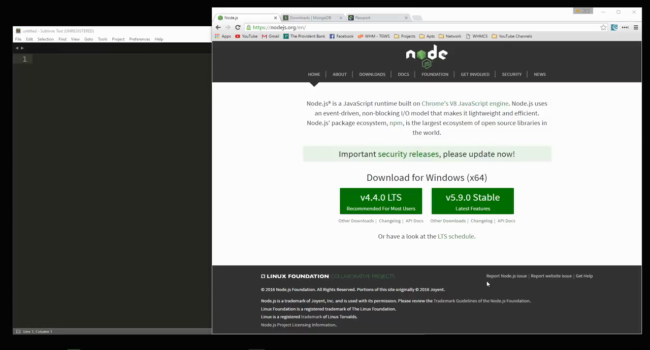 untitled - Sublime Text (UNREGISTERED)
File Edit Selection Find View Goto Tools Project Preferences Help
1
Line 1, Column 1
Node.js
Downloads | MongoDB
https://nodejs.org/en/
Apps YouTube Gmail The Provident Bank Facebook Projects Apis Network WHMCS YouTube Channels
node
JS
HOME ABOUT DOWNLOADS DOCS FOUNDATION GET INVOLVED SECURITY NEWS
Node.js® is a JavaScript runtime built on Chrome's V8 JavaScript engine. Node.js uses
an event-driven, non-blocking I/O model that makes it lightweight and efficient.
Node.js' package ecosystem, npm, is the largest ecosystem of open source libraries in
the world.
Important security releases, please update now!
Download for Windows (x64)
v4.4.0 LTS
Recommended For Most Users
v5.9.0 Stable
Latest Features
Other Downloads | Changelog | API Docs
Other Downloads | Changelog | API Docs
Or have a look at the LTS schedule.
LINUX FOUNDATION COLLABORATIVE PROJECTS
Report Node.js issue | Report website issue | Get Help
© 2016 Node.js Foundation. All Rights Reserved. Portions of this site originally © 2016 Joyent.
Node.js is a trademark of Joyent, Inc. and is used with its permission. Please review the Trademark Guidelines of the Node.js Foundation.
Linux Foundation is a registered trademark of The Linux Foundation.
Linux is a registered trademark of Linus Torvalds.
Node.js Project Licensing Information.